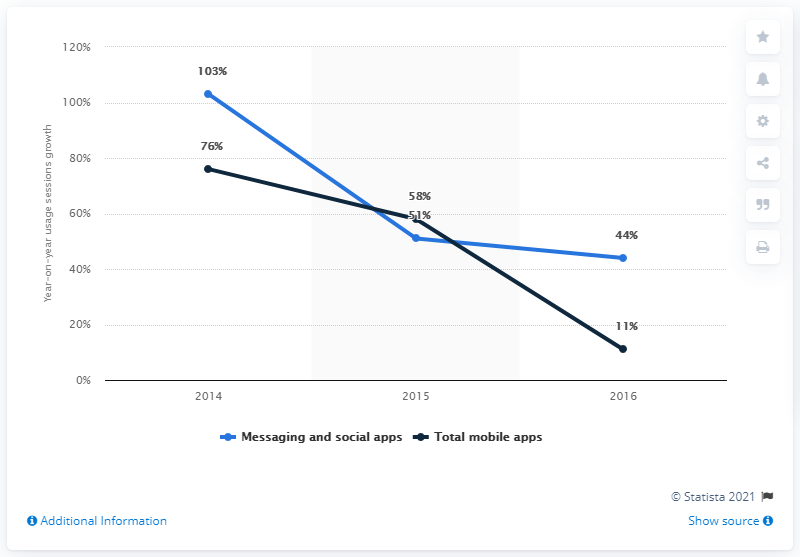 120%
100%
80%
60%
40%
20%
0%
Year-on-year usage sessions growth
103%
76%
58%
51%
44%
11%
2014
2015
2016
Messaging and social apps
Total mobile apps
© Statista 2021
Additional Information
Show source